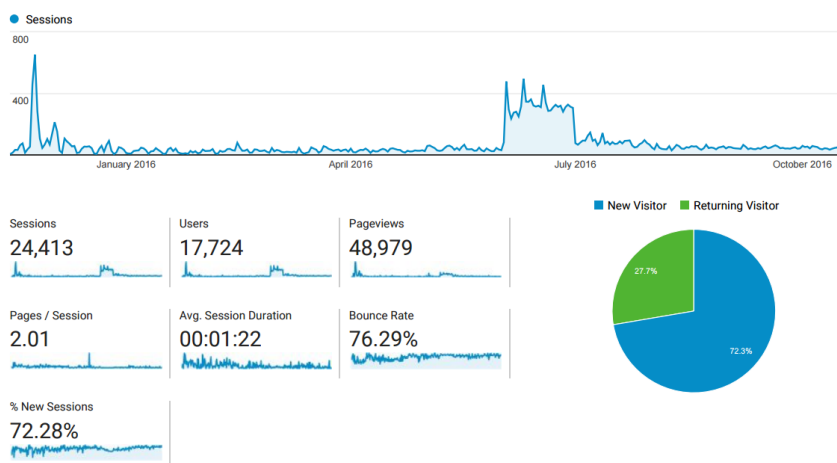 Sessions
800
400
January 2016 April 2016 July 2016 October 2016
New Visitor Returning Visitor
Sessions Users Pageviews
24,413 17,724 48,979
27.7%
72.3%
Pages / Session Avg. Session Duration Bounce Rate
2.01 00:01:22 76.29%
% New Sessions
72.28%